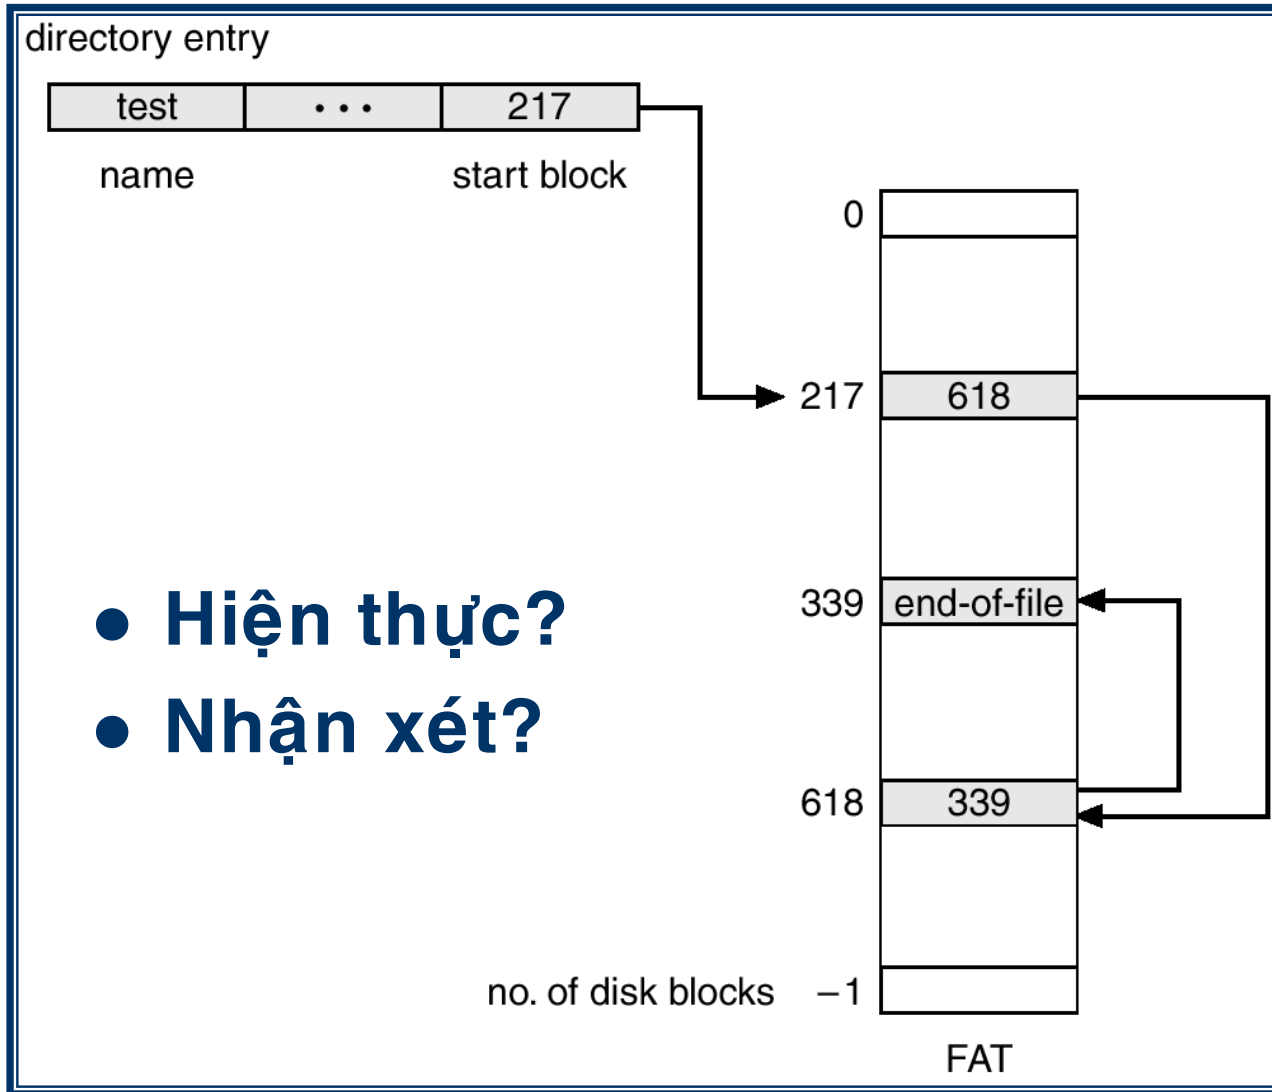 directory entry
test • • • 217
name start block
0
217 618
● Hiện thực?
339 end-of-file
● Nhận xét?
618 339
no. of disk blocks –1
FAT